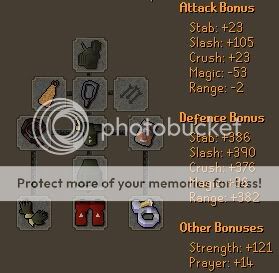 Attack Bonus
Stab: +23
Slash: +105
Crush: +23
Magic: -53
Range: -2
Defence Bonus
Stab: +386
Slash: +390
Crush: +376
photobucket
Protect more of your memories for less!
Range: +382
Other Bonuses
Strength: +121
Prayer: +14